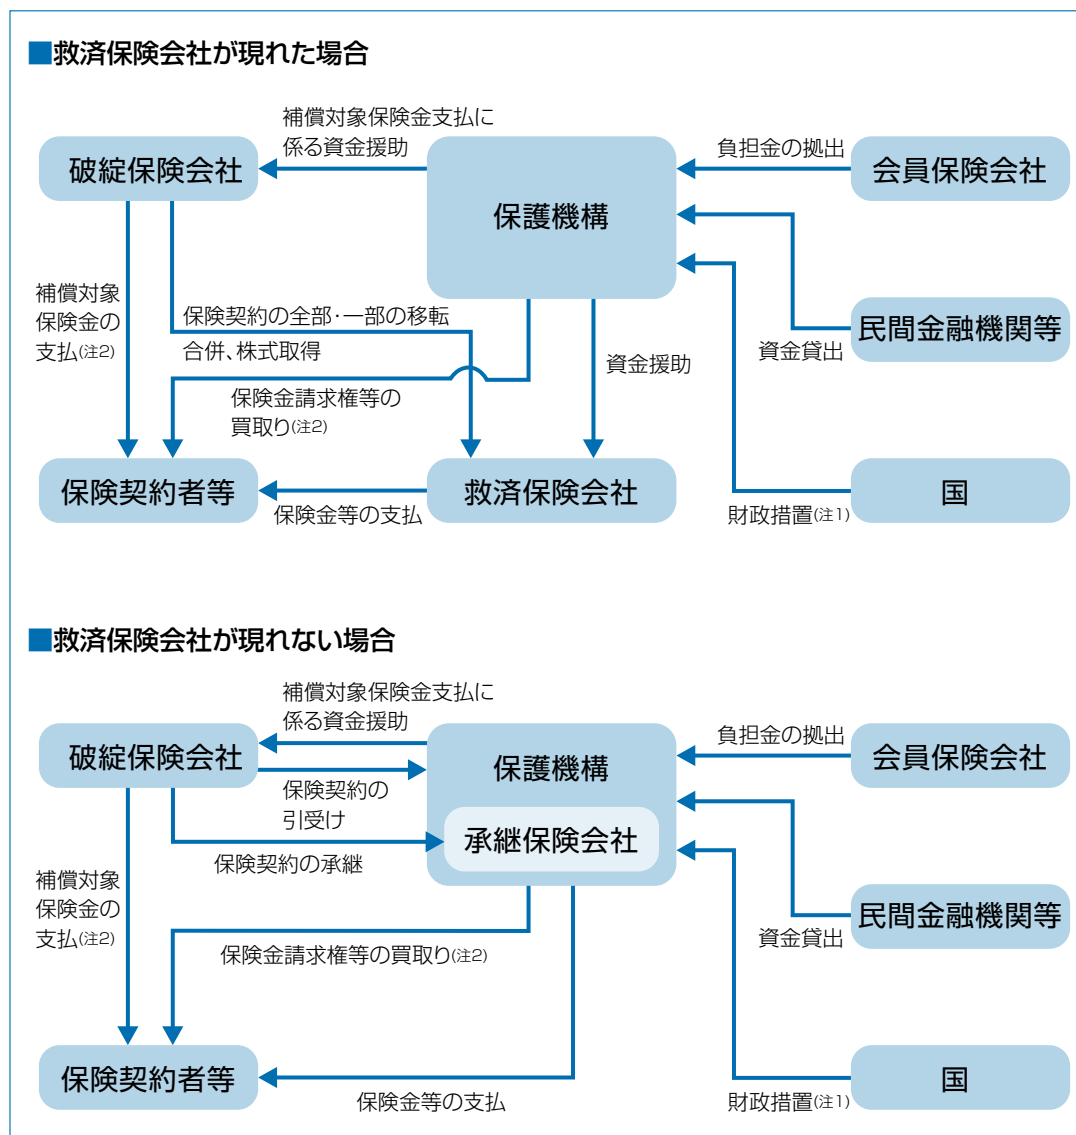 ■救済保険会社が現れた場合
補償対象保険金支払に
係る資金援助
負担金の拠出
破綻保険会社
保護機構
会員保険会社
補償対象
保険金の
支払(注2)
保険契約の全部・一部の移転
合併、株式取得
資金援助
民間金融機関等
資金貸出
保険金請求権等の
買取り(注2)
保険契約者等
救済保険会社
国
保険金等の支払
財政措置(注1)
■救済保険会社が現れない場合
補償対象保険金支払に
係る資金援助
負担金の拠出
破綻保険会社
保護機構
会員保険会社
保険契約の
引受け
承継保険会社
保険契約の承継
補償対象
保険金の
支払(注2)
民間金融機関等
資金貸出
保険金請求権等の買取り(注2)
保険契約者等
国
保険金等の支払
財政措置(注1)